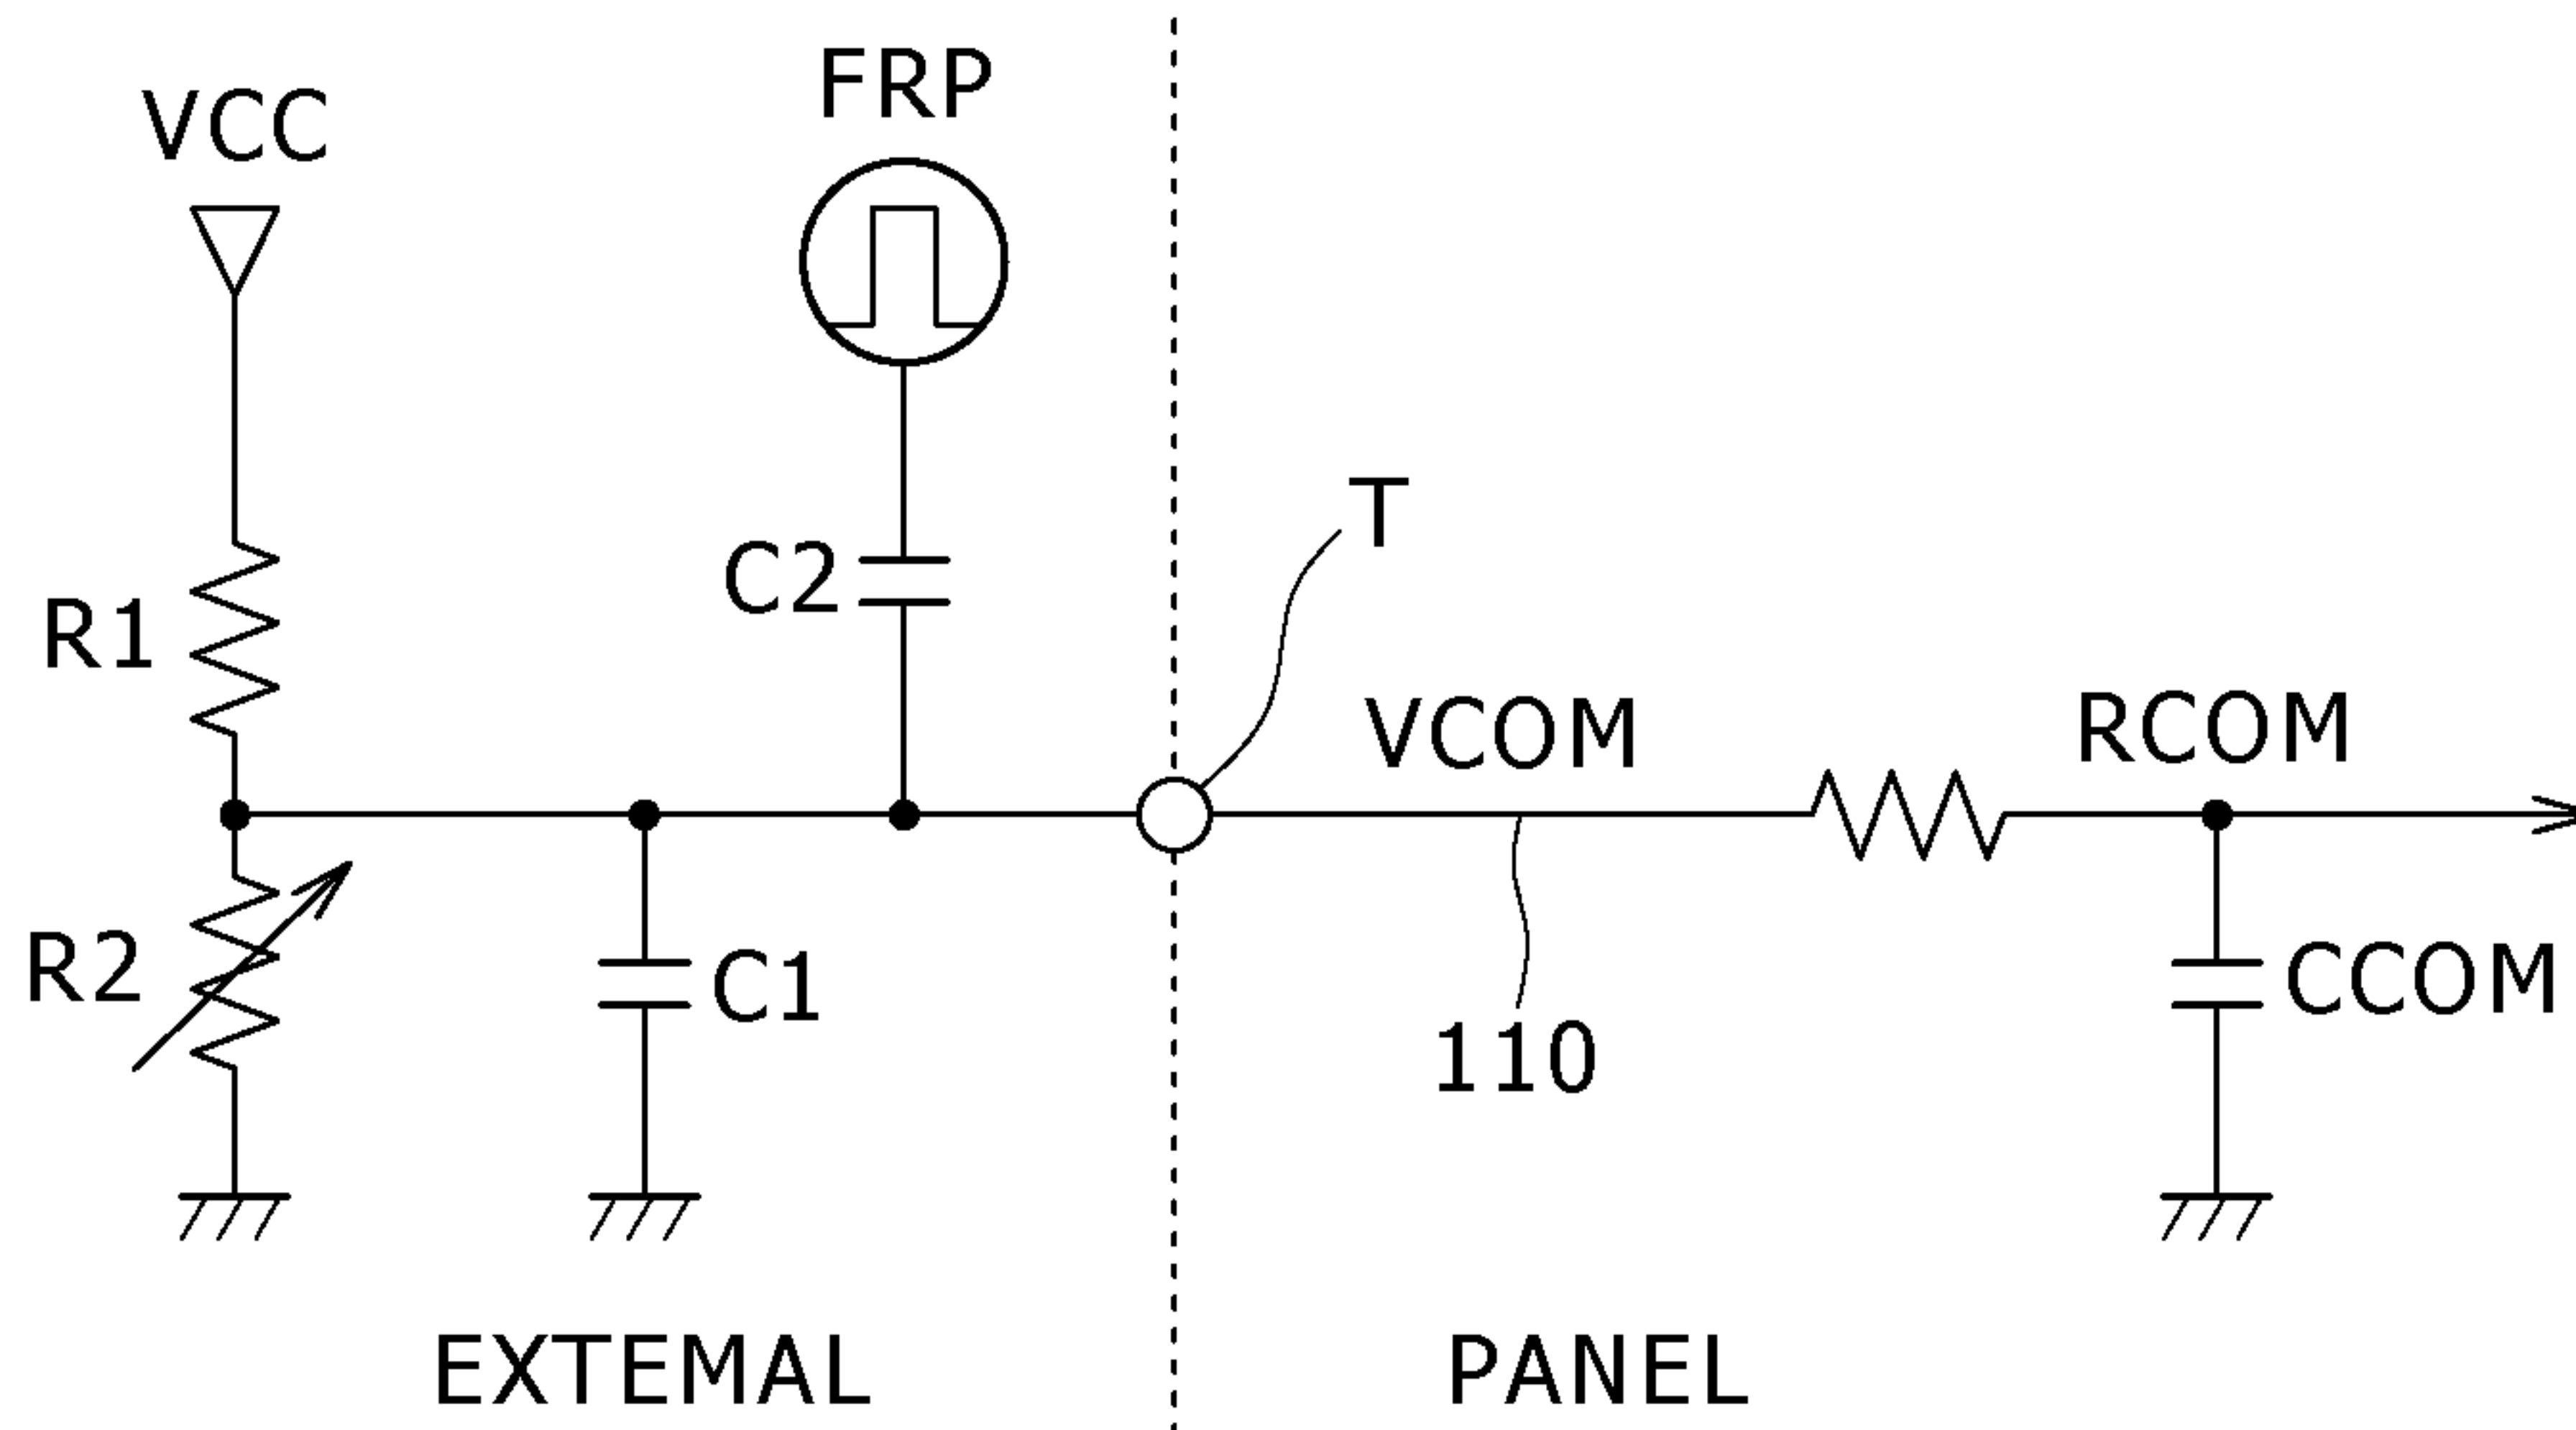 FRP
VCC
T
C2
R1
VCOM
RCOM
R2
C1
CCOM
110
EXTEMAL
PANEL